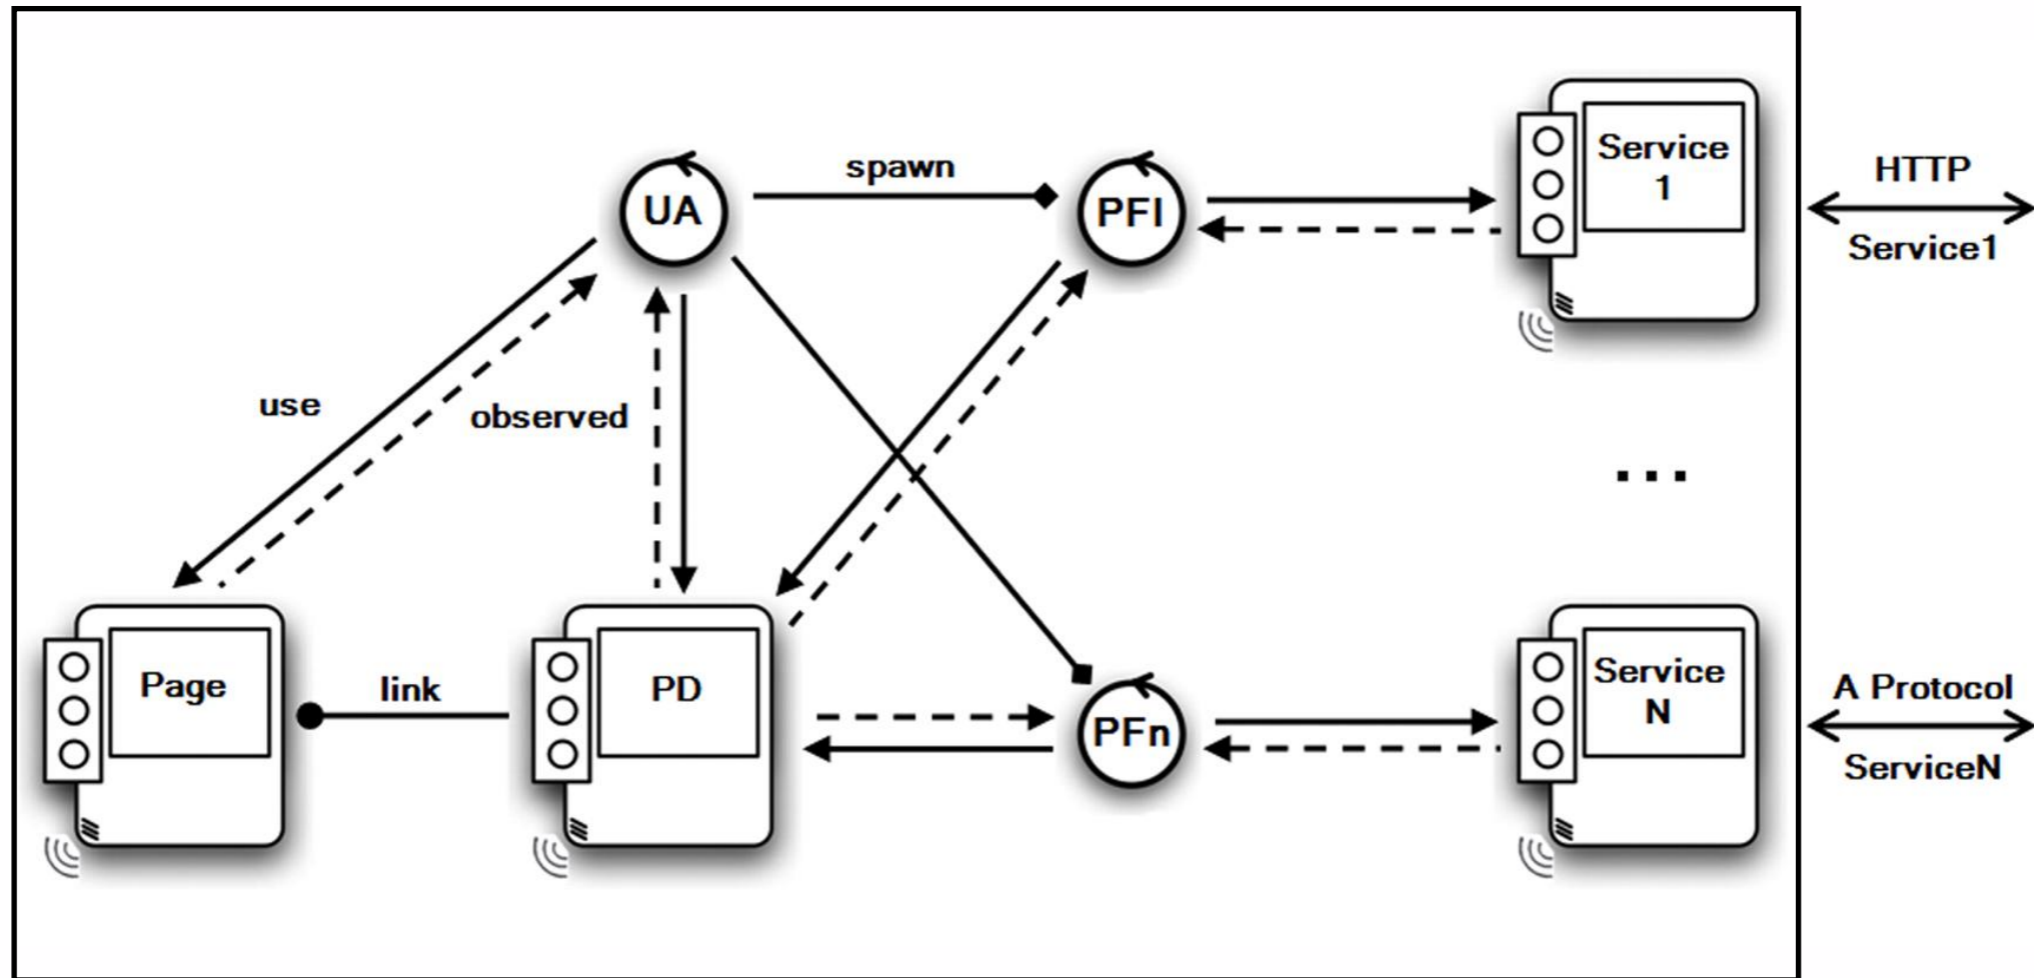 spawn
UA
PFI
Service
1
HTTP
Service1
use
observed
...
Page
link
PD
PFn
Service
N
A Protocol
ServiceN